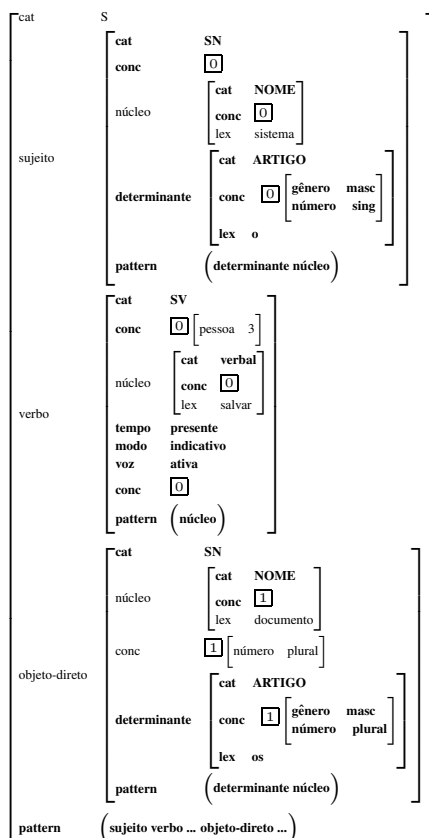 cat S
sujeito
cat SN
conc 0
núcleo
cat NOME
conc 0
lex sistema
determinante
cat ARTIGO
conc 0
gênero masc
número sing
lex o
pattern (determinante núcleo)
verbo
cat SV
conc 0 [pessoa 3]
núcleo
cat verbal
conc 0
lex salvar
tempo presente
modo indicativo
voz ativa
conc 0
pattern (núcleo)
objeto-direto
cat SN
núcleo
cat NOME
conc 1
lex documento
conc 1 [número plural]
determinante
cat ARTIGO
conc 1
gênero masc
número plural
lex os
pattern (determinante núcleo)
pattern (sujeito verbo ... objeto-direto ...)